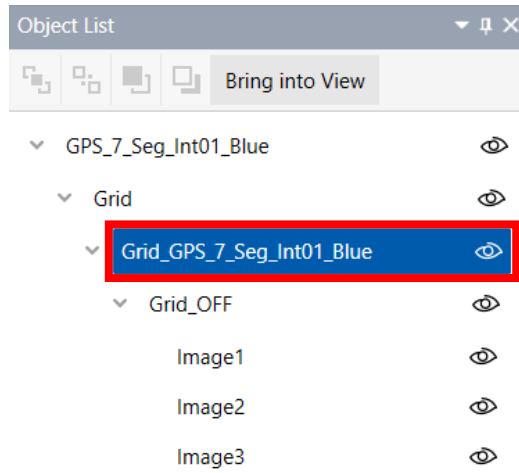 Object List
Bring into View
GPS_7_Seg_Int01_Blue
Grid
Grid_GPS_7_Seg_Int01_Blue
Grid_OFF
Image1
Image2
Image3